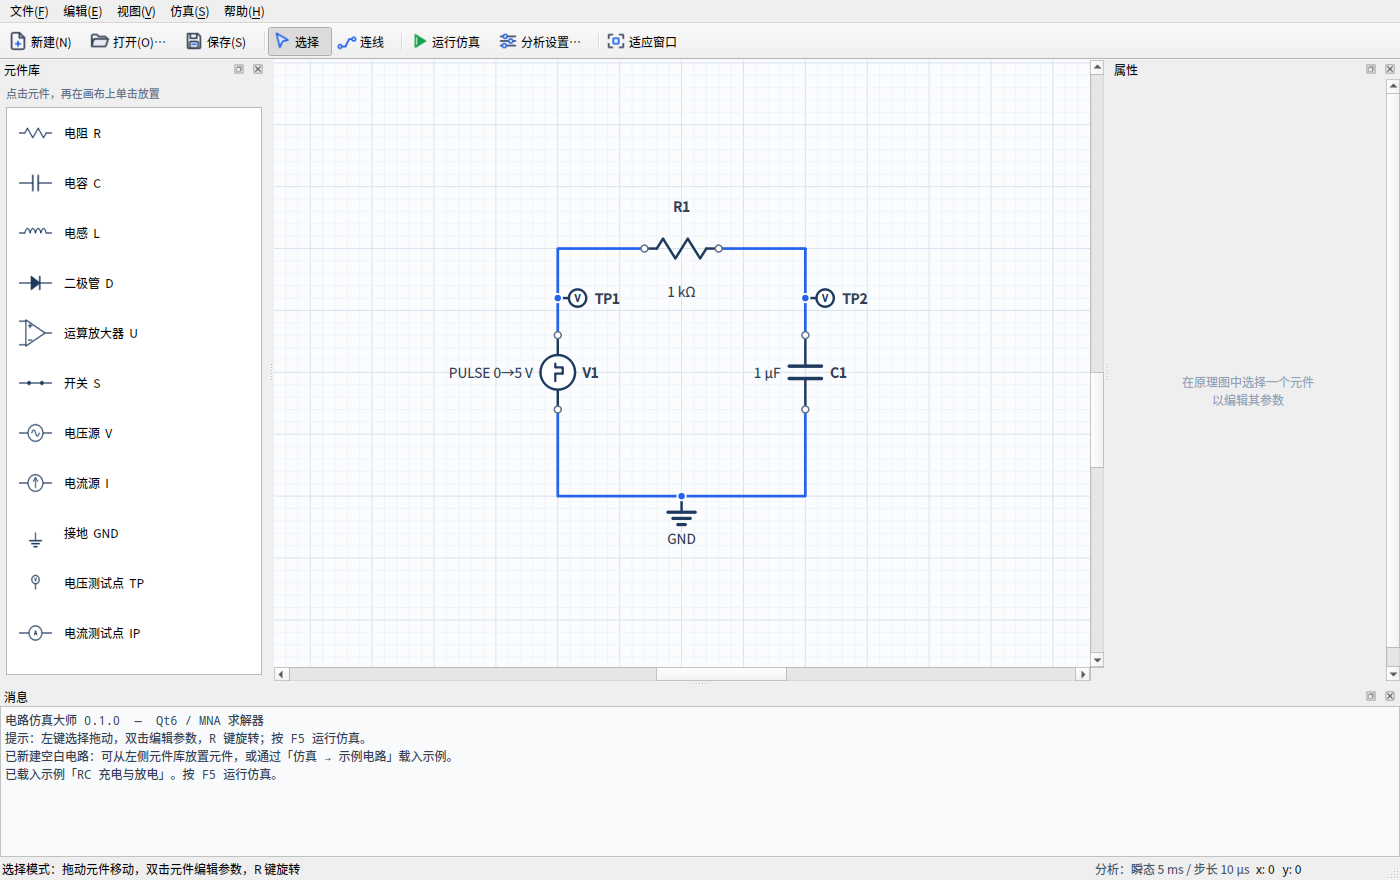 文件(F) 编辑(E) 视图(V) 仿真(S) 帮助(H)
新建(N) 打开(O)… 保存(S) 选择 连线 运行仿真 分析设置… 适应窗口
元件库
点击元件，再在画布上单击放置
电阻 R
电容 C
电感 L
二极管 D
运算放大器 U
开关 S
电压源 V
电流源 I
接地 GND
电压测试点 TP
电流测试点 IP
R1
1 kΩ
V TP1
V TP2
PULSE 0→5 V V1
1 µF C1
GND
属性
在原理图中选择一个元件
以编辑其参数
消息
电路仿真大师 0.1.0 — Qt6 / MNA 求解器
提示：左键选择拖动，双击编辑参数，R 键旋转；按 F5 运行仿真。
已新建空白电路：可从左侧元件库放置元件，或通过「仿真 → 示例电路」载入示例。
已载入示例「RC 充电与放电」。按 F5 运行仿真。
选择模式：拖动元件移动，双击元件编辑参数，R 键旋转
分析：瞬态 5 ms / 步长 10 µs x: 0 y: 0